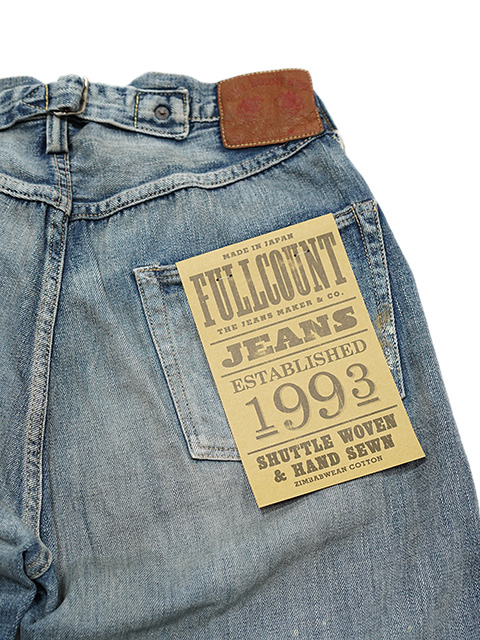 MADE IN JAPAN
FULLCOUNT
THE JEANS MAKER & CO.
JEANS
ESTABLISHED
1993
SHUTTLE WOVEN
& HAND SEWN
ZIMBABWEAN COTTON